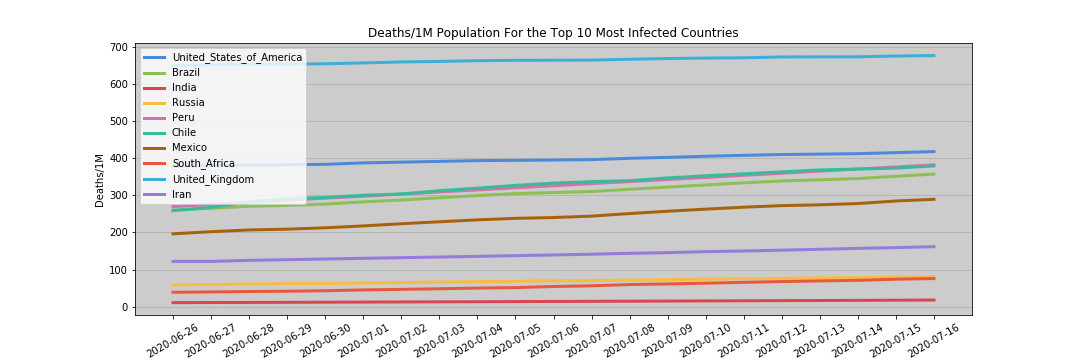 Deaths/1M Population For the Top 10 Most Infected Countries
700
600
500
400
300
200
100
0
Deaths/1M
United_States_of_America
Brazil
India
Russia
Peru
Chile
Mexico
South_Africa
United_Kingdom
Iran
2020-06-26
2020-06-27
2020-06-28
2020-06-29
2020-06-30
2020-07-01
2020-07-02
2020-07-03
2020-07-04
2020-07-05
2020-07-06
2020-07-07
2020-07-08
2020-07-09
2020-07-10
2020-07-11
2020-07-12
2020-07-13
2020-07-14
2020-07-15
2020-07-16